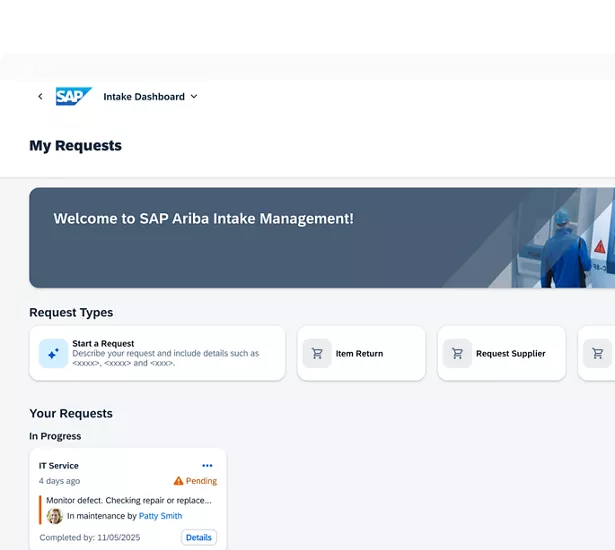 SAP Intake Dashboard
My Requests
Welcome to SAP Ariba Intake Management!
Request Types
Start a Request
Describe your request and include details such as
<xxxx>, <xxxx> and <xxx>.
Item Return
Request Supplier
Your Requests
In Progress
IT Service
4 days ago
Pending
Monitor defect. Checking repair or replace...
In maintenance by Patty Smith
Completed by: 11/05/2025
Details